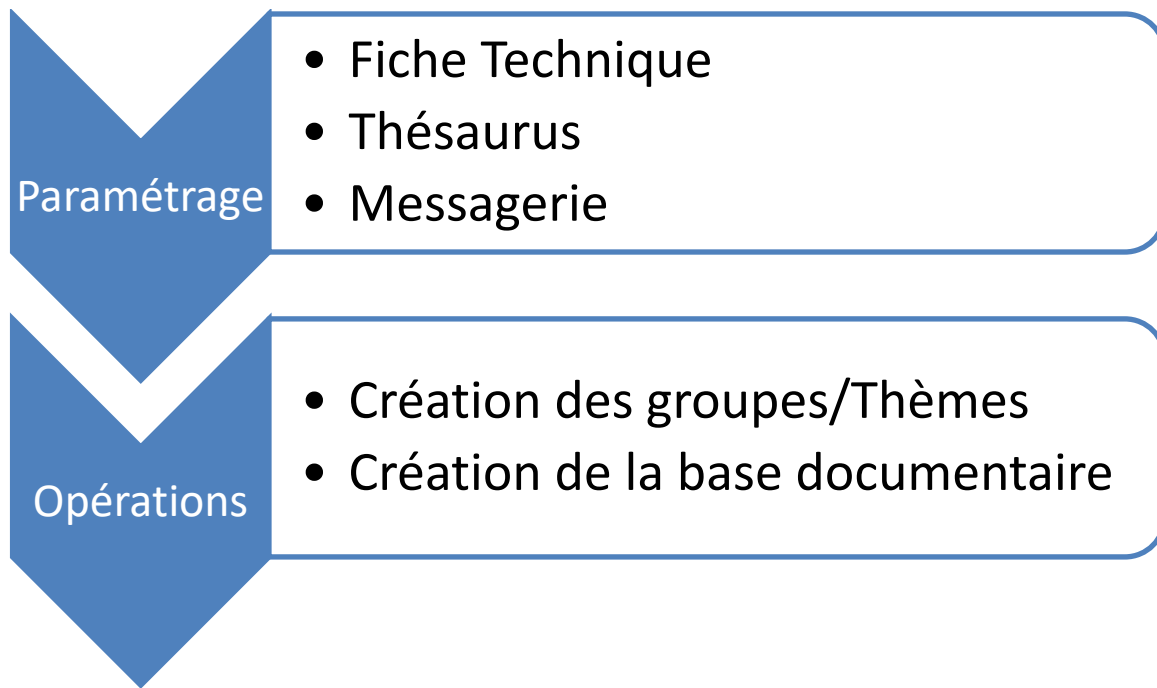 Paramétrage
• Fiche Technique
• Thésaurus
• Messagerie
Opérations
• Création des groupes/Thèmes
• Création de la base documentaire